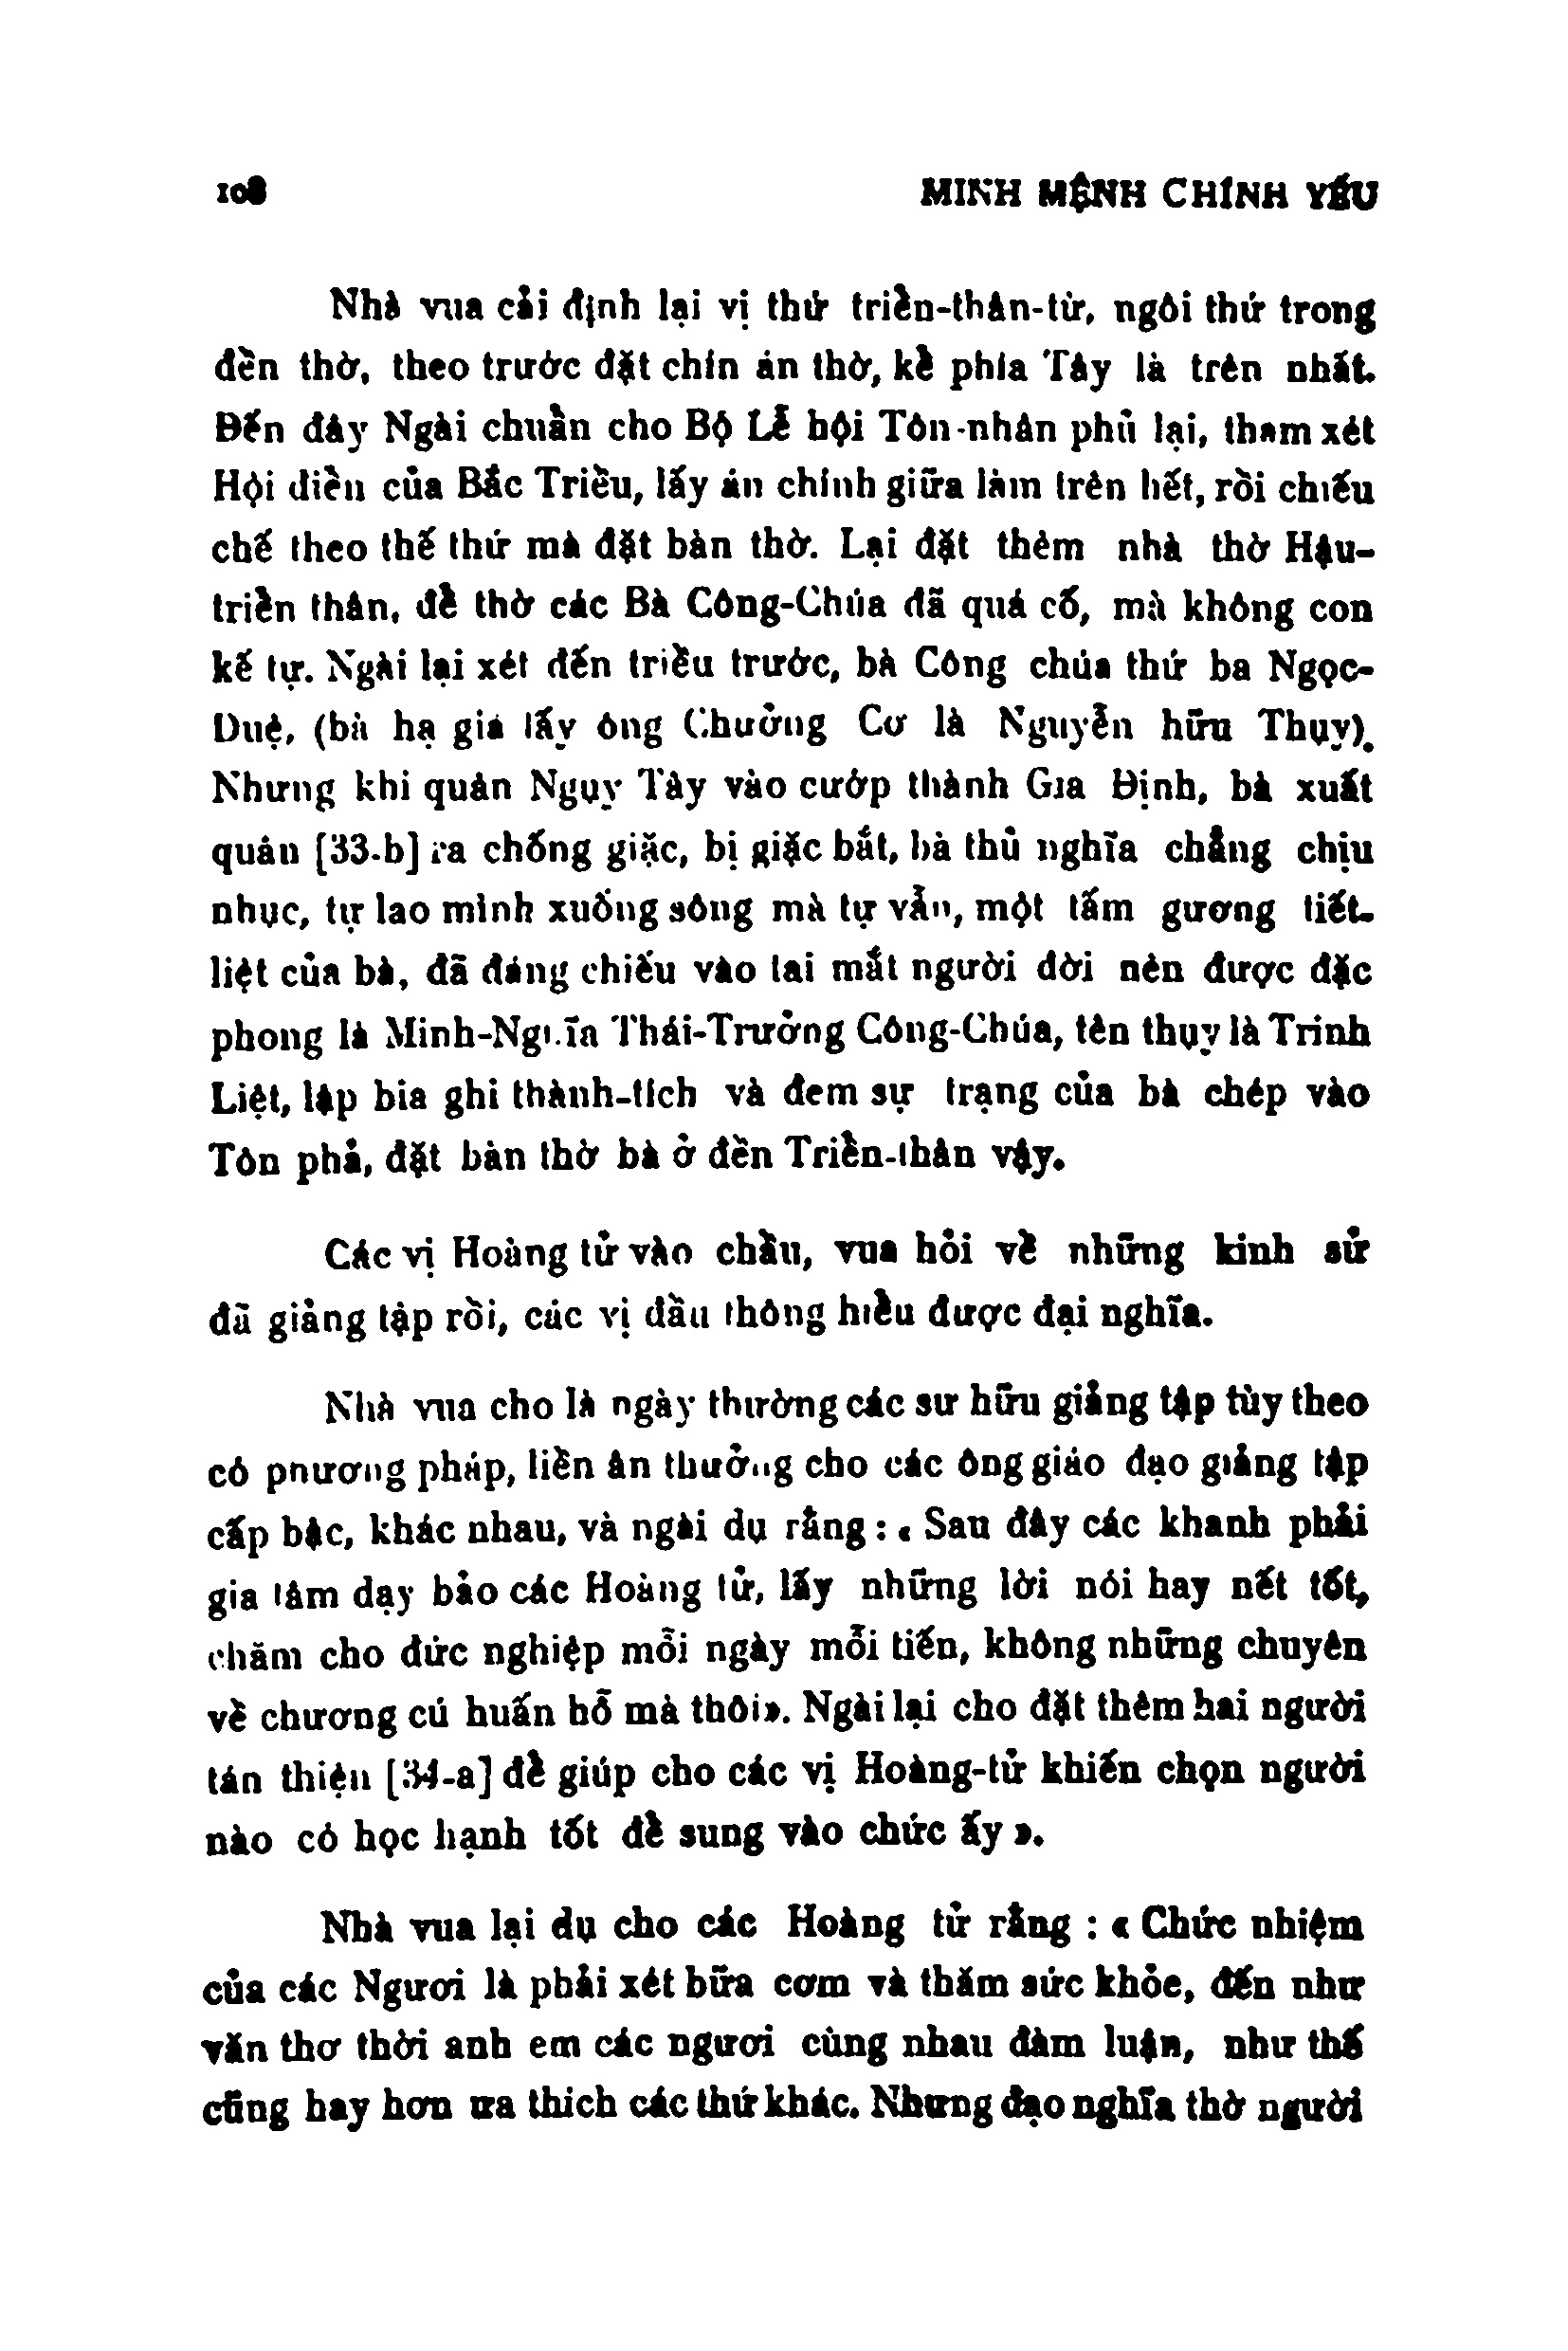 108 MINH MỆNH CHÍNH YẾU
Nhà vua cải định lại vị thứ triển-thân-từ, ngôi thứ trong
đền thờ, theo trước đặt chín án thờ, kể phía Tây là trên nhất.
Đến đây Ngài chuẩn cho Bộ Lễ hội Tôn-nhân phủ lại, tham xét
Hội điển của Bắc Triều, lấy án chính giữa làm trên hết, rồi chiếu
chế theo thế thứ mà đặt bàn thờ. Lại đặt thêm nhà thờ Hậu-
triển thân, để thờ các Bà Công-Chúa đã quá cố, mà không con
kế tự. Ngài lại xét đến triều trước, bà Công chúa thứ ba Ngọc-
Duệ, (bà hạ giá lấy ông Chưởng Cơ là Nguyễn hữu Thụy).
Nhưng khi quân Ngụy Tây vào cướp thành Gia Định, bà xuất
quân [33-b] ra chống giặc, bị giặc bắt, bà thủ nghĩa chẳng chịu
nhục, tự lao mình xuống sông mà tự vẫn, một tấm gương tiết-
liệt của bà, đã đáng chiếu vào tai mắt người đời nên được đặc
phong là Minh-Nghĩa Thái-Trưởng Công-Chúa, tên thụy là Trinh
Liệt, lập bia ghi thành-tích và đem sự trạng của bà chép vào
Tôn phả, đặt bàn thờ bà ở đền Triển-thân vậy.
Các vị Hoàng tử vào chầu, vua hỏi về những kinh sử
đã giảng tập rồi, các vị đầu thông hiểu được đại nghĩa.
Nhà vua cho là ngày thường các sư hữu giảng tập tùy theo
có phương pháp, liền ân thưởng cho các ông giáo đạo giảng tập
cấp bậc, khác nhau, và ngài dụ rằng : « Sau đây các khanh phải
gia tâm dạy bảo các Hoàng tử, lấy những lời nói hay nết tốt,
chăm cho đức nghiệp mỗi ngày mỗi tiến, không những chuyên
về chương cú huấn hỗ mà thôi». Ngài lại cho đặt thêm hai người
tán thiện [34-a] để giúp cho các vị Hoàng-tử khiến chọn người
nào có học hạnh tốt để sung vào chức ấy ».
Nhà vua lại dụ cho các Hoàng tử rằng : « Chức nhiệm
của các Ngươi là phải xét bữa cơm và thăm sức khỏe, đến như
văn thơ thời anh em các ngươi cùng nhau đàm luận, như thế
cũng hay hơn ưa thích các thứ khác. Nhưng đạo nghĩa thờ người